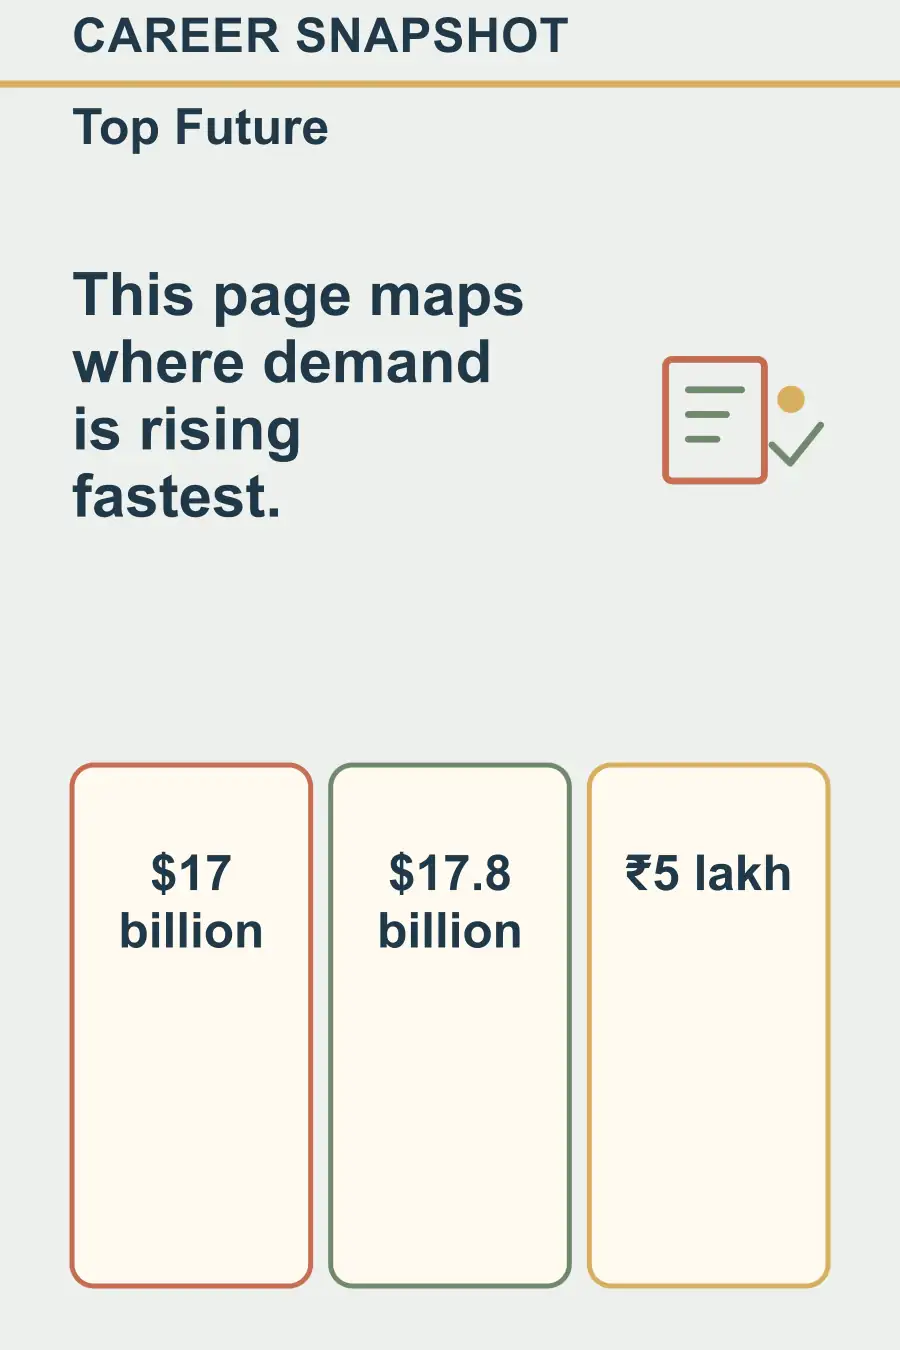 CAREER SNAPSHOT
Top Future
This page maps
where demand
is rising
fastest.
$17
billion
$17.8
billion
₹5 lakh